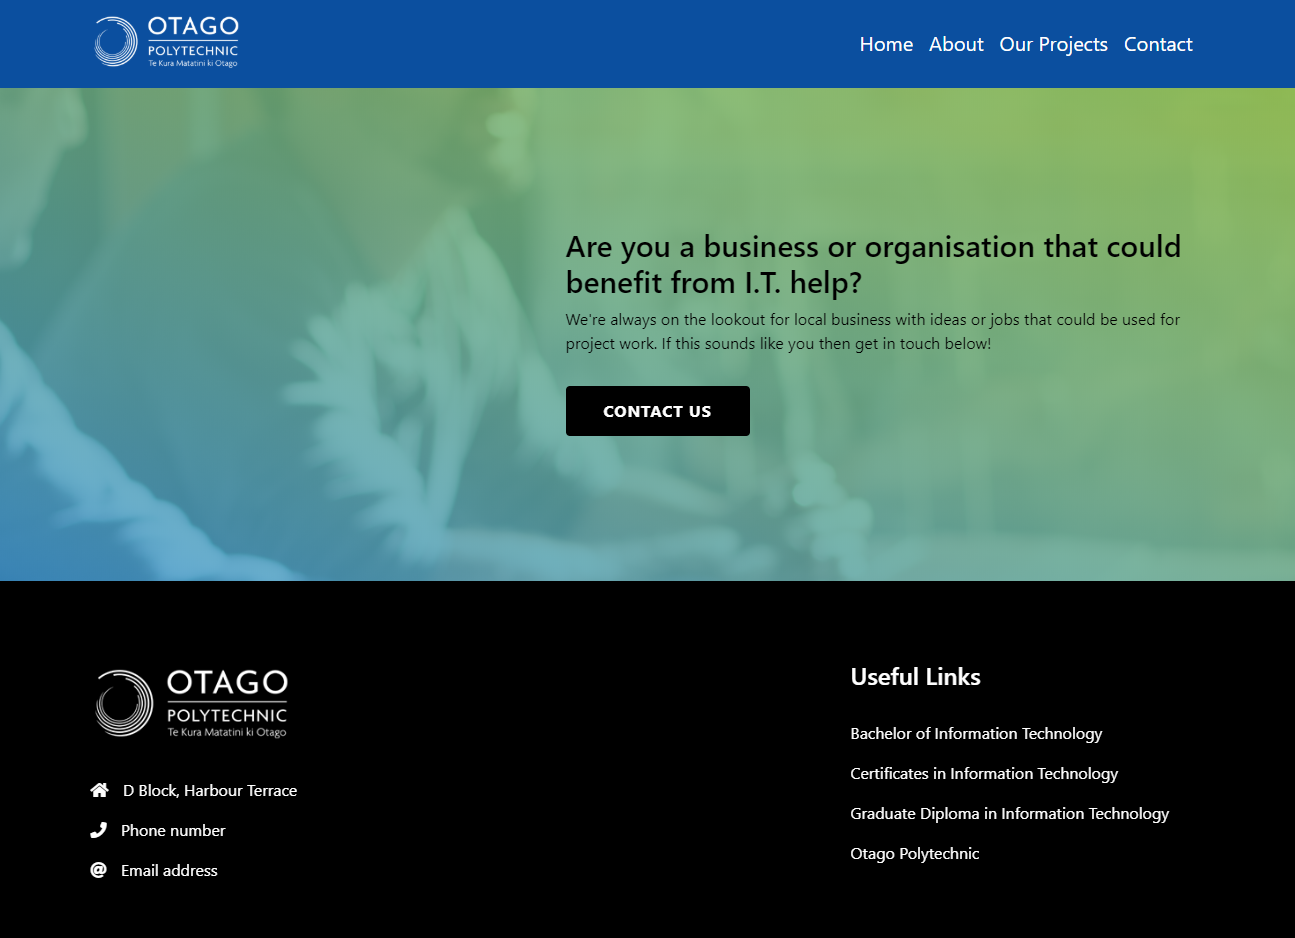 OTAGO
POLYTECHNIC
Te Kura Matatini ki Otago
Home About Our Projects Contact
Are you a business or organisation that could
benefit from I.T. help?
We're always on the lookout for local business with ideas or jobs that could be used for
project work. If this sounds like you then get in touch below!
CONTACT US
OTAGO
POLYTECHNIC
Te Kura Matatini ki Otago
D Block, Harbour Terrace
Phone number
Email address
Useful Links
Bachelor of Information Technology
Certificates in Information Technology
Graduate Diploma in Information Technology
Otago Polytechnic